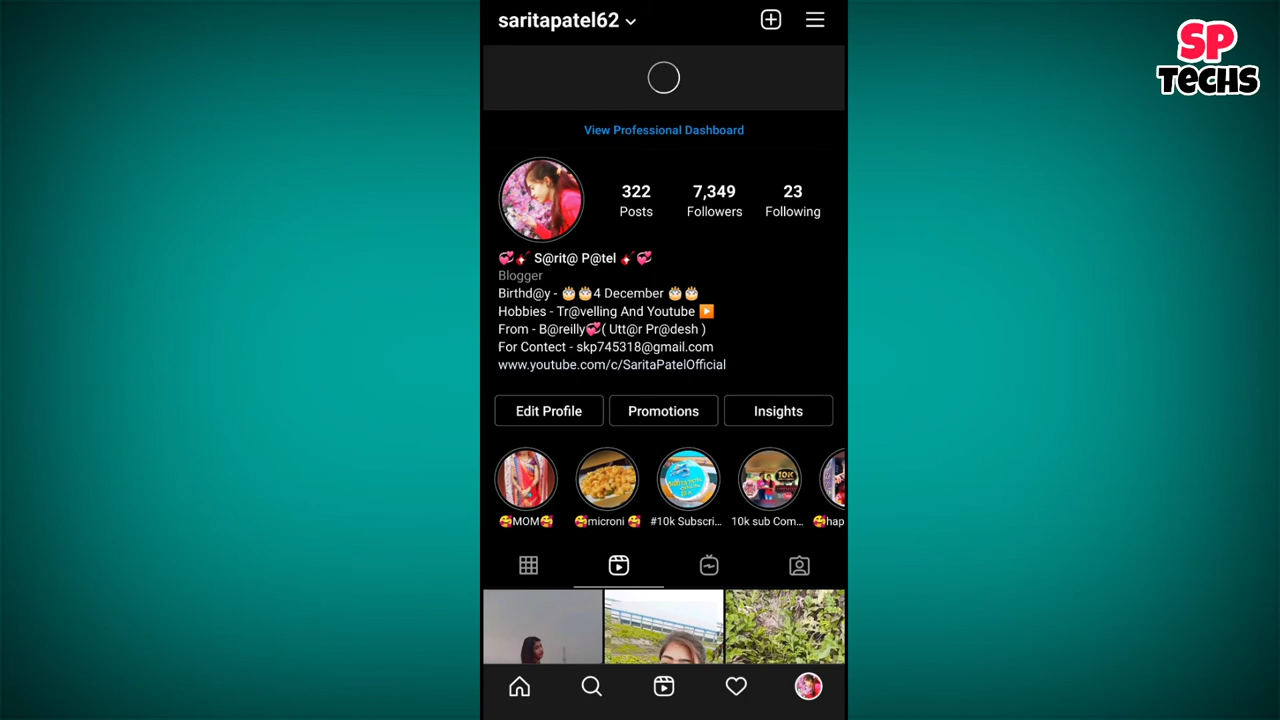 saritapatel62
SP
TECHS
View Professional Dashboard
322
7,349
23
Posts
Followers
Following
💞🎸 S@rit@ P@tel 🎸💞
Blogger
Birthd@y - 🎂🎂4 December 🎂🎂
Hobbies - Tr@velling And Youtube ▶️
From - B@reilly💞( Utt@r Pr@desh )
For Contect - skp745318@gmail.com
www.youtube.com/c/SaritaPatelOfficial
Edit Profile
Promotions
Insights
🥰MOM🥰
🥰microni 🥰
#10k Subscri...
10k sub Com...
🥰hap